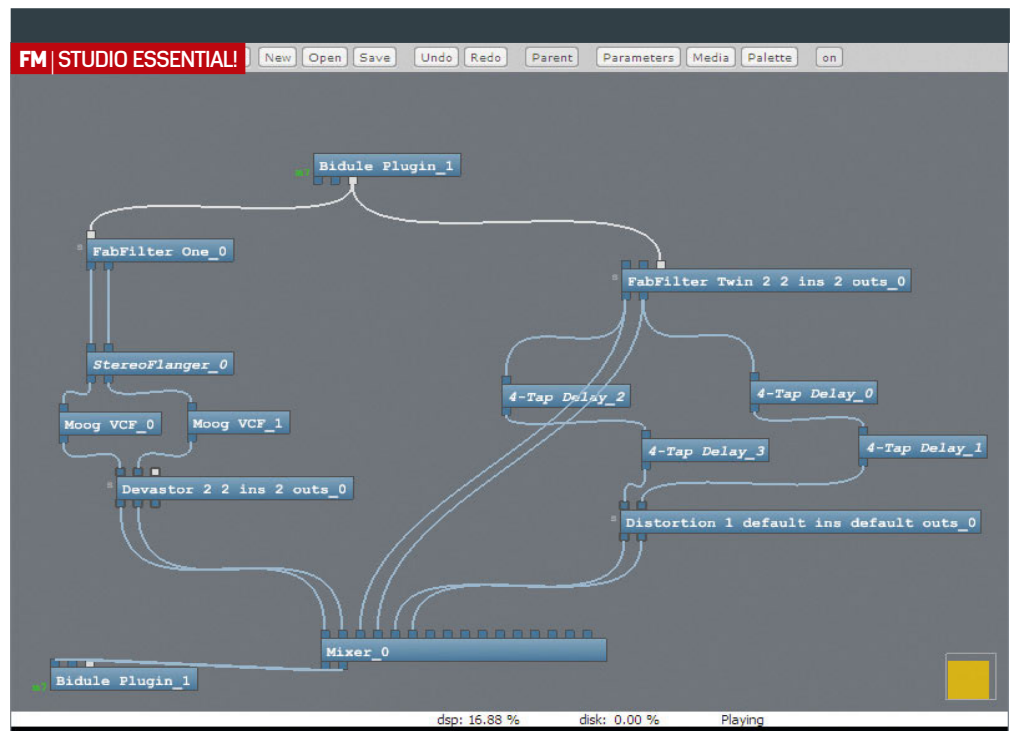 FM | STUDIO ESSENTIAL!
New Open Save Undo Redo Parent Parameters Media Palette on
Bidule Plugin_1
FabFilter One_0
FabFilter Twin 2 2 ins 2 outs_0
StereoFlanger_0
4-Tap Delay_2
4-Tap Delay_0
Moog VCF_0
Moog VCF_1
4-Tap Delay_3
4-Tap Delay_1
Devastor 2 2 ins 2 outs_0
Distortion 1 default ins default outs_0
Mixer_0
Bidule Plugin_1
dsp: 16.88 % disk: 0.00 % Playing